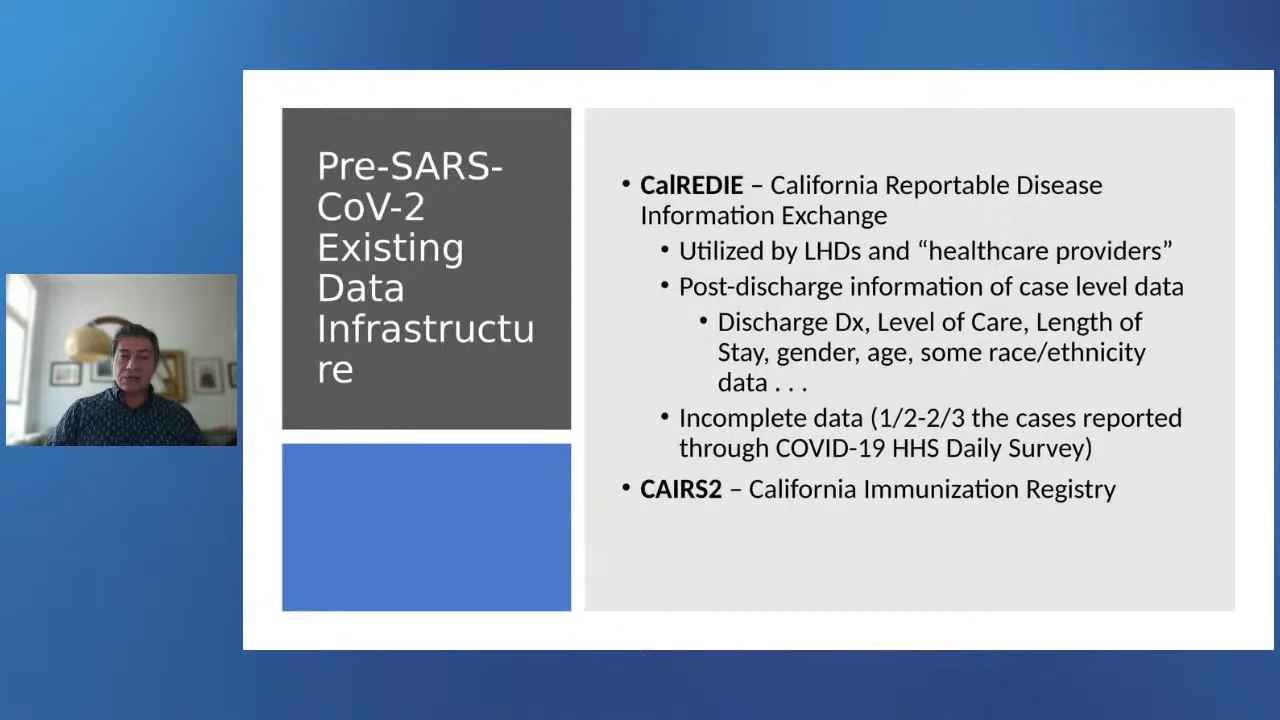 Pre-SARS-
CoV-2
Existing
Data
Infrastructu
re
• CalREDIE – California Reportable Disease
Information Exchange
• Utilized by LHDs and “healthcare providers”
• Post-discharge information of case level data
• Discharge Dx, Level of Care, Length of
Stay, gender, age, some race/ethnicity
data . . .
• Incomplete data (1/2-2/3 the cases reported
through COVID-19 HHS Daily Survey)
• CAIRS2 – California Immunization Registry